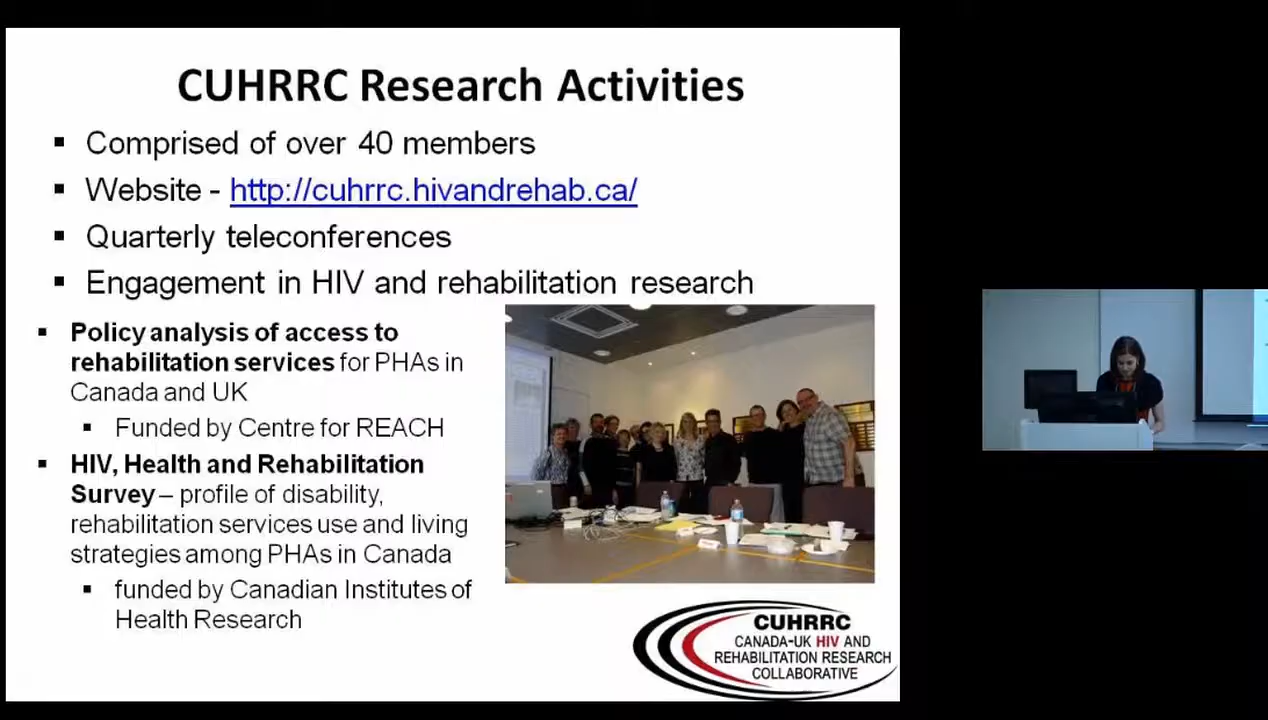 CUHRRC Research Activities
▪ Comprised of over 40 members
▪ Website - http://cuhrrc.hivandrehab.ca/
▪ Quarterly teleconferences
▪ Engagement in HIV and rehabilitation research
▪ Policy analysis of access to
rehabilitation services for PHAs in
Canada and UK
▪ Funded by Centre for REACH
▪ HIV, Health and Rehabilitation
Survey – profile of disability,
rehabilitation services use and living
strategies among PHAs in Canada
▪ funded by Canadian Institutes of
Health Research
CUHRRC
CANADA-UK HIV AND
REHABILITATION RESEARCH
COLLABORATIVE